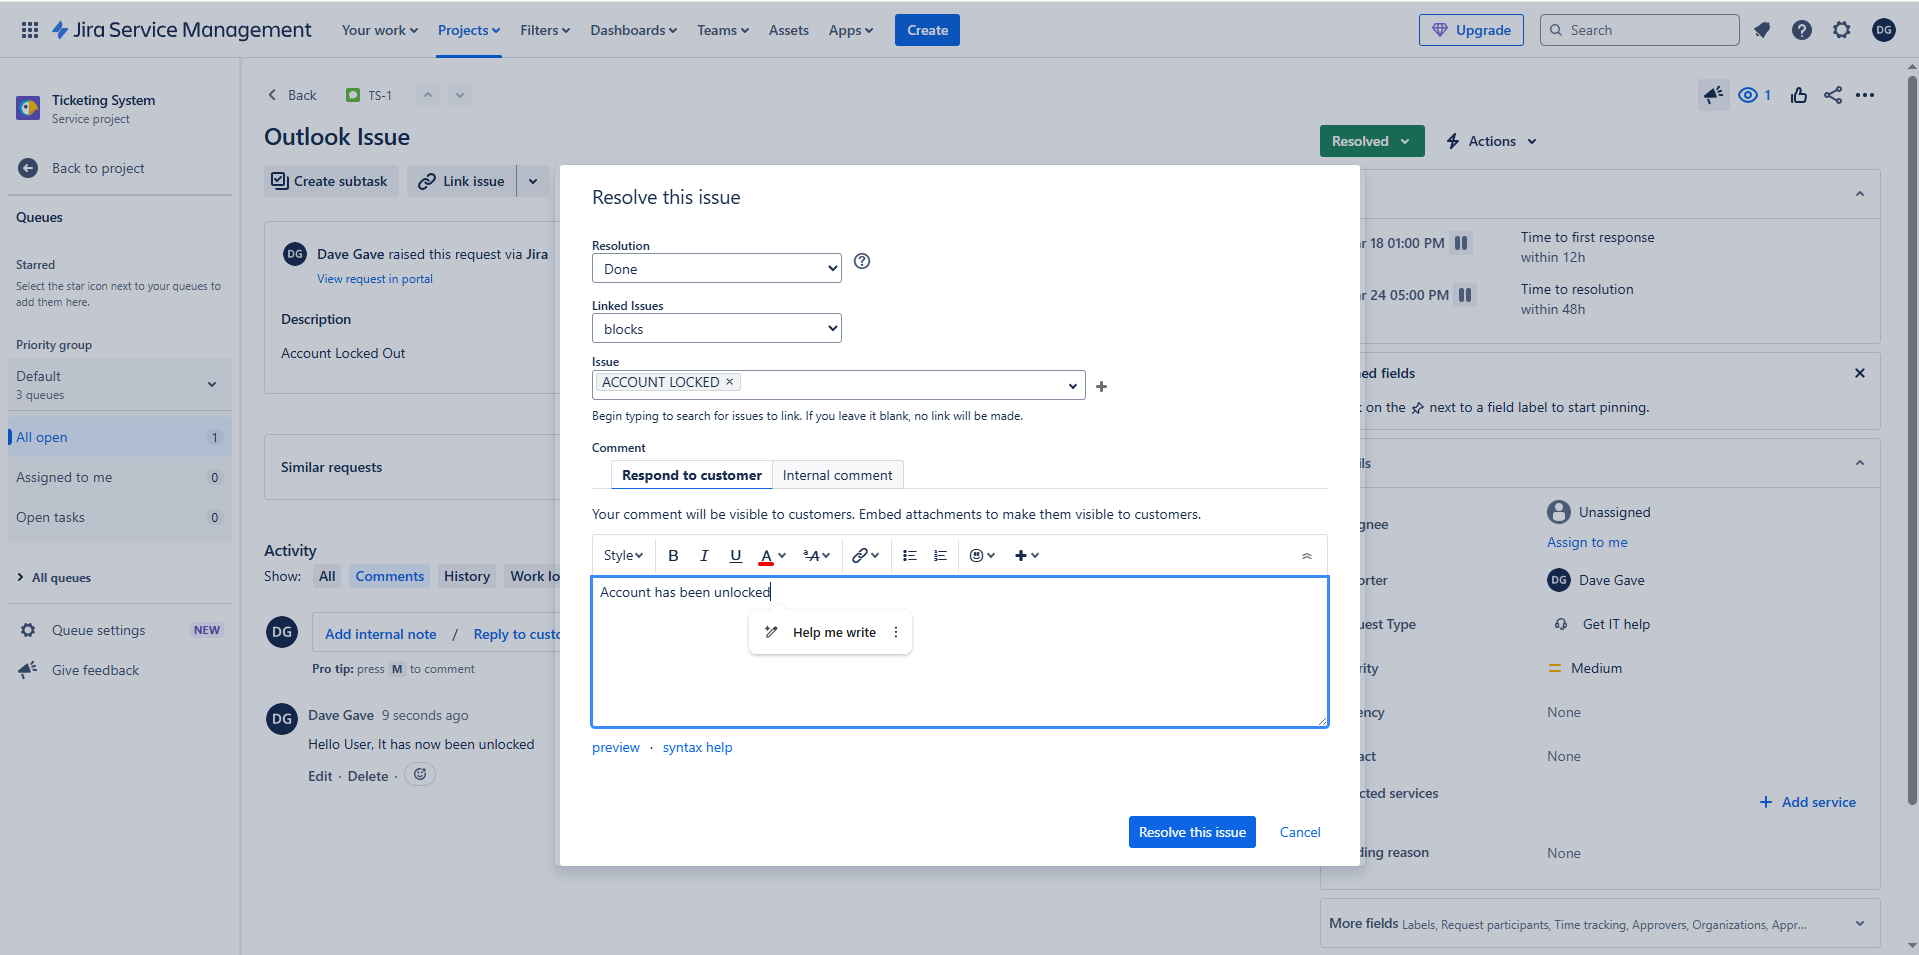 Jira Service Management Your work Projects Filters Dashboards Teams Assets Apps Create Upgrade Search DG
Ticketing System
Service project
Back to project
Queues
Starred
Select the star icon next to your queues to
add them here.
Priority group
Default
3 queues
All open 1
Assigned to me 0
Open tasks 0
All queues
Queue settings NEW
Give feedback
Back TS-1
1
Outlook Issue
Resolved Actions
Create subtask Link issue
DG Dave Gave raised this request via Jira
View request in portal
Description
Account Locked Out
Similar requests
Activity
Show: All Comments History Work lo
DG Add internal note / Reply to custo
Pro tip: press M to comment
DG Dave Gave 9 seconds ago
Hello User, It has now been unlocked
Edit · Delete ·
Resolve this issue
Resolution
Done
Linked Issues
blocks
Issue
ACCOUNT LOCKED ×
Begin typing to search for issues to link. If you leave it blank, no link will be made.
Comment
Respond to customer Internal comment
Your comment will be visible to customers. Embed attachments to make them visible to customers.
Style B I U A ªA
Account has been unlocked
Help me write
preview · syntax help
Resolve this issue Cancel
r 18 01:00 PM Time to first response
within 12h
r 24 05:00 PM Time to resolution
within 48h
ed fields
on the next to a field label to start pinning.
ils
gnee Unassigned
Assign to me
orter DG Dave Gave
uest Type Get IT help
rity Medium
ency None
act None
cted services
Add service
ding reason None
More fields Labels, Request participants, Time tracking, Approvers, Organizations, Appr...